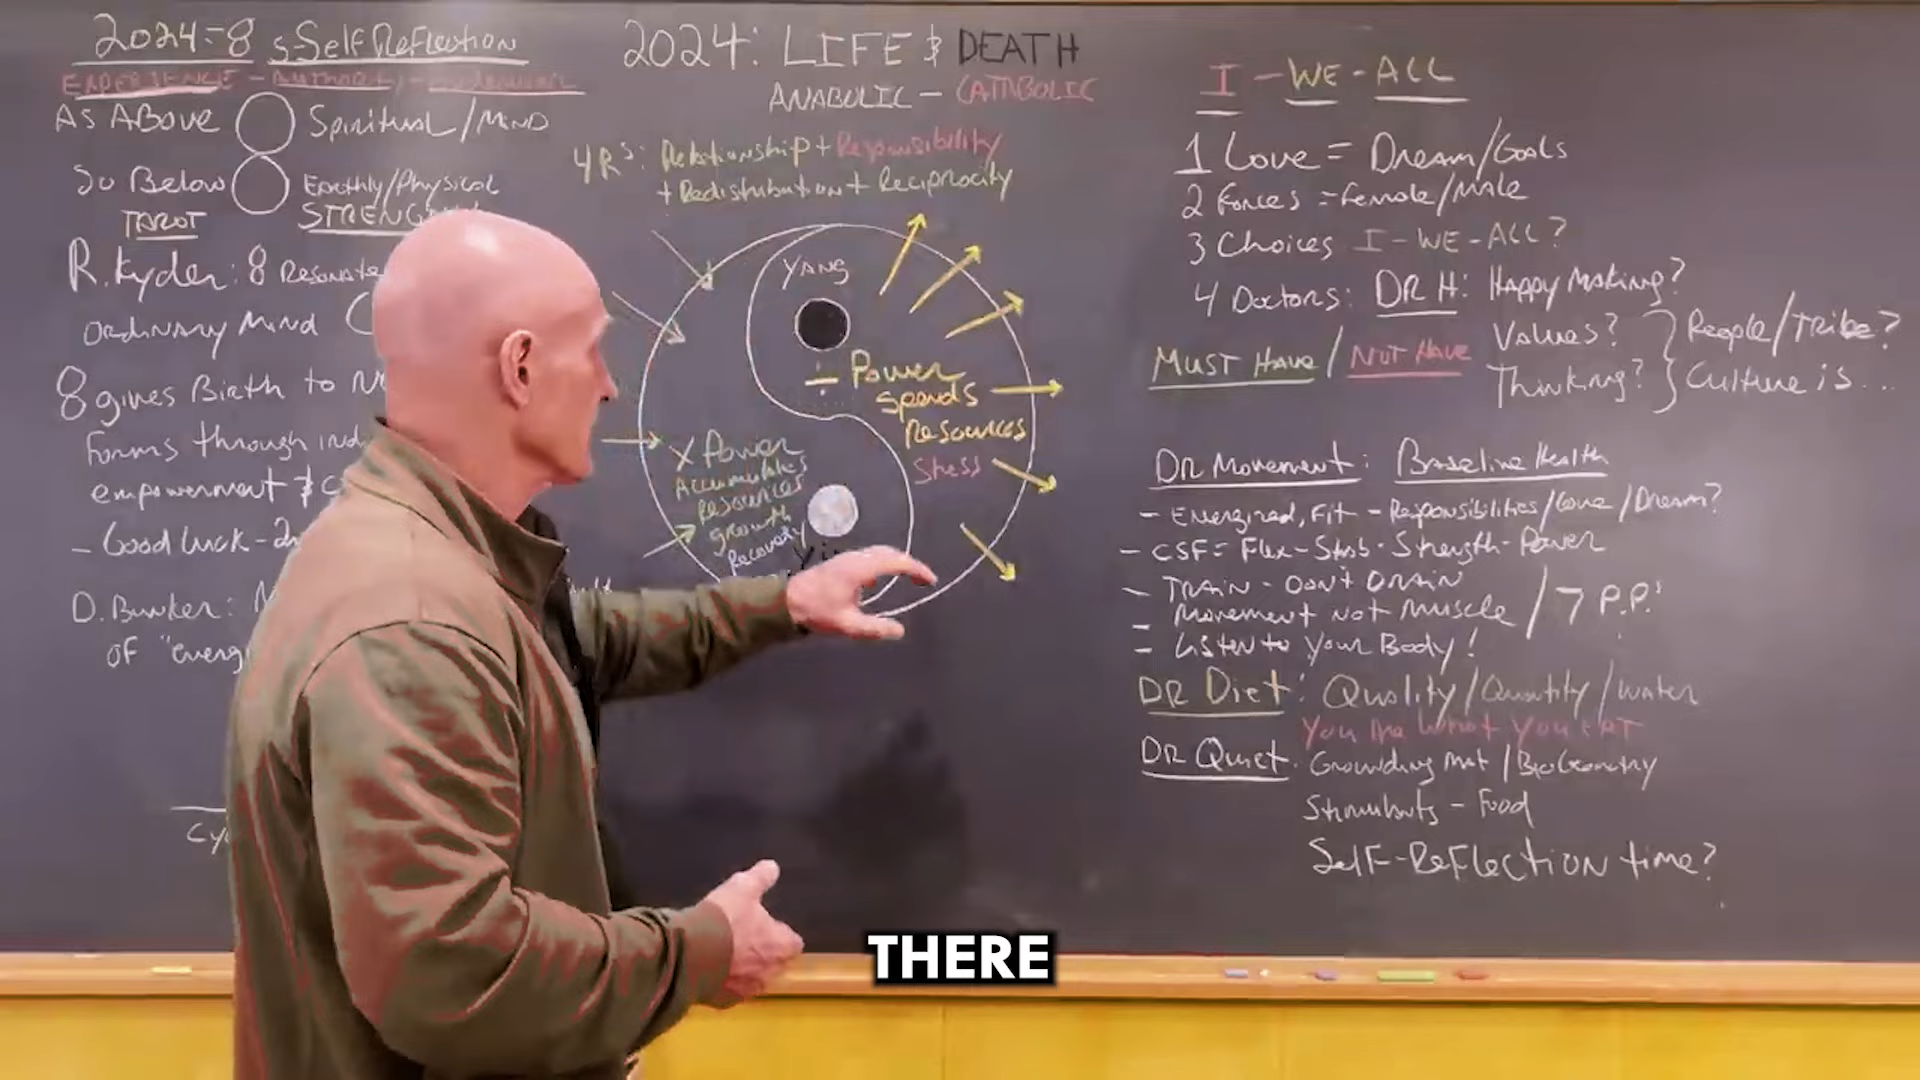 2024=8 s-Self Reflection
EXPERIENCE - AUTHORITY -
AS ABOVE Spiritual/MIND
So Below Earthly/Physical
TAROT
R. Kyder: 8 Resonate
ORDINARY MIND
8 gives Birth to
Forms through
empowerment &
- Good luck -
D. Bunker:
OF "energ
2024: LIFE & DEATH
ANABOLIC - CATABOLIC
4 Rs: Relationship + Responsibility
+ Redistribution + Reciprocity
YANG
÷ Power
Spends
Resources
Stress
X Power
Accumulates
Resources
growth
Recovery
I - WE - ALL
1 Love = Dream/Goals
2 Forces = Female/Male
3 Choices I-WE-ALL?
4 Doctors: DR H: Happy Making?
MUST HAVE / NOT HAVE
Values?
Thinking?
People/Tribe?
Culture is...
DR Movement: Baseline Health
- Energized, Fit - Responsibilities/Love/Dream?
- CSF = Flex-Stab-Strength-Power
- TRAIN - DON'T DRAIN
- Movement not Muscle / 7 P.P.s
- Listen to Your Body!
DR Diet: Quality/Quantity/Water
You Are What You EAT
DR Quiet: Grounding Mat / BioGeometry
Stimulants - Food
Self-Reflection time?
THERE